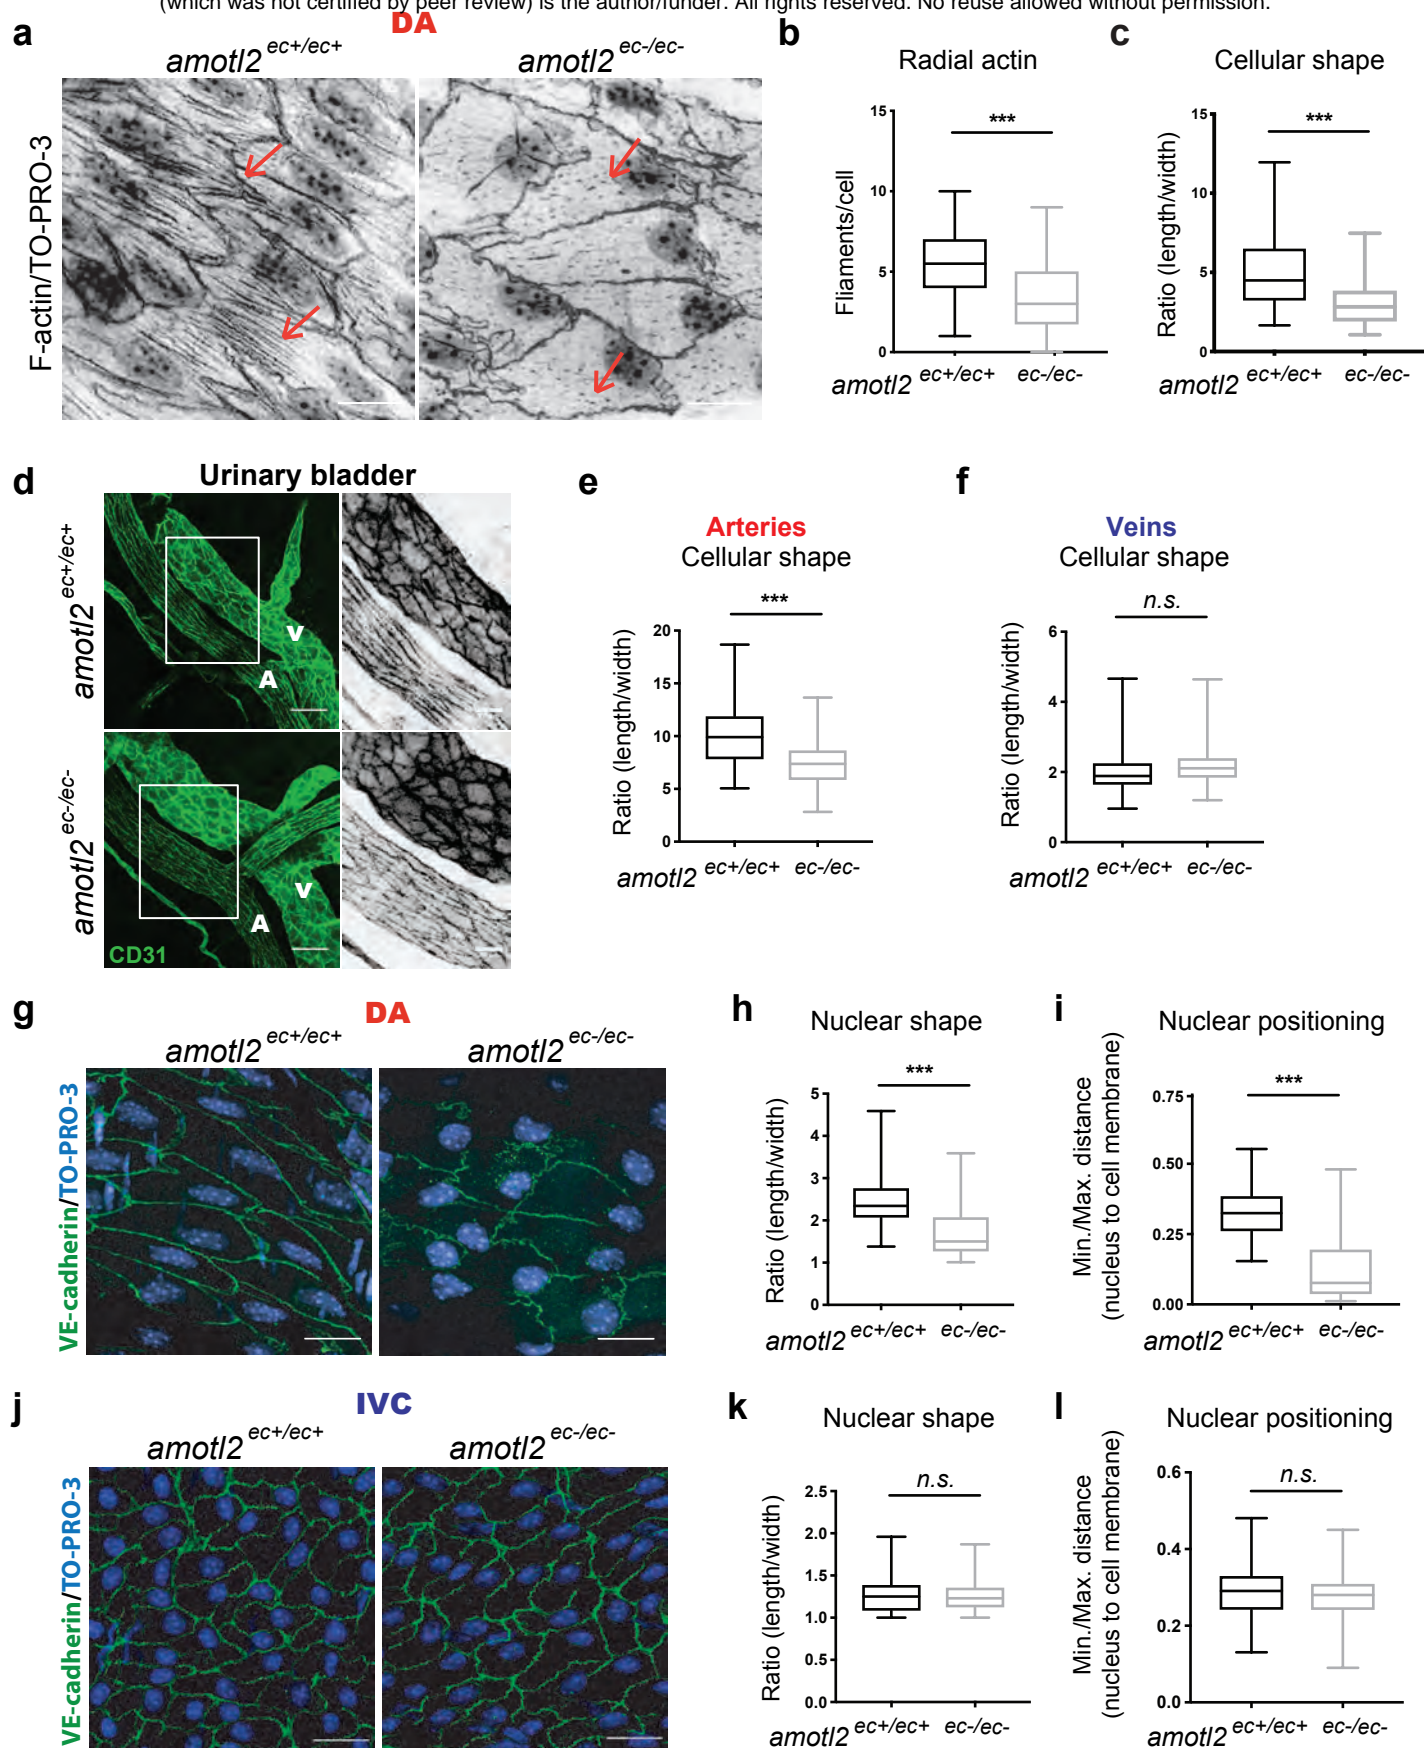 (which was not certified by peer review) is the author/funder. All rights reserved. No reuse allowed without permission.
a
DA
amotl2 ec+/ec+
amotl2 ec-/ec-
F-actin/TO-PRO-3
b
Radial actin
***
Fliaments/cell
15
10
5
0
amotl2 ec+/ec+ ec-/ec-
c
Cellular shape
***
Ratio (length/width)
15
10
5
0
amotl2 ec+/ec+ ec-/ec-
d
Urinary bladder
amotl2 ec+/ec+
V
A
amotl2 ec-/ec-
V
A
CD31
e
Arteries
Cellular shape
***
Ratio (length/width)
20
15
10
5
0
amotl2 ec+/ec+ ec-/ec-
f
Veins
Cellular shape
n.s.
Ratio (length/width)
6
4
2
0
amotl2 ec+/ec+ ec-/ec-
g
DA
amotl2 ec+/ec+
amotl2 ec-/ec-
VE-cadherin/TO-PRO-3
h
Nuclear shape
***
Ratio (length/width)
5
4
3
2
1
0
amotl2 ec+/ec+ ec-/ec-
i
Nuclear positioning
***
Min./Max. distance
(nucleus to cell membrane)
0.75
0.50
0.25
0.00
amotl2 ec+/ec+ ec-/ec-
j
IVC
amotl2 ec+/ec+
amotl2 ec-/ec-
VE-cadherin/TO-PRO-3
k
Nuclear shape
n.s.
Ratio (length/width)
2.5
2.0
1.5
1.0
0.5
0.0
amotl2 ec+/ec+ ec-/ec-
l
Nuclear positioning
n.s.
Min./Max. distance
(nucleus to cell membrane)
0.6
0.4
0.2
0.0
amotl2 ec+/ec+ ec-/ec-